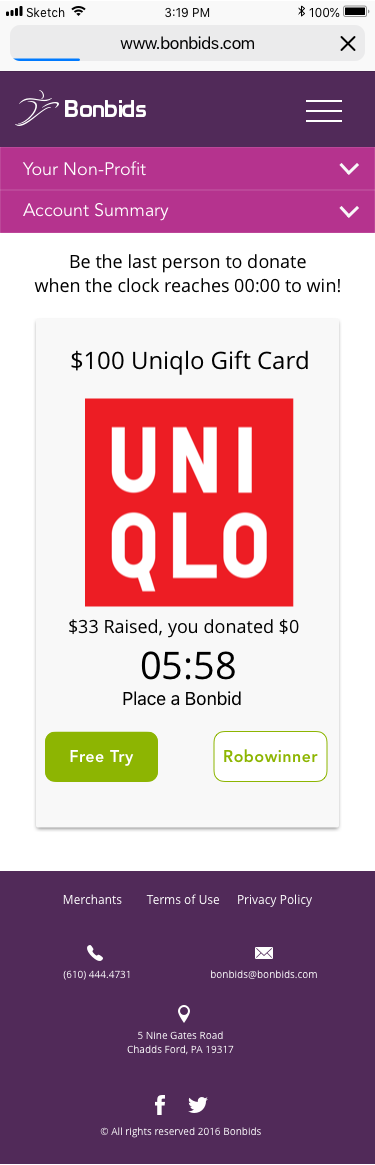 Sketch 3:19 PM 100%
www.bonbids.com
Bonbids
Your Non-Profit
Account Summary
Be the last person to donate
when the clock reaches 00:00 to win!
$100 Uniqlo Gift Card
UNI
QLO
$33 Raised, you donated $0
05:58
Place a Bonbid
Free Try Robowinner
Merchants Terms of Use Privacy Policy
(610) 444.4731 bonbids@bonbids.com
5 Nine Gates Road
Chadds Ford, PA 19317
© All rights reserved 2016 Bonbids